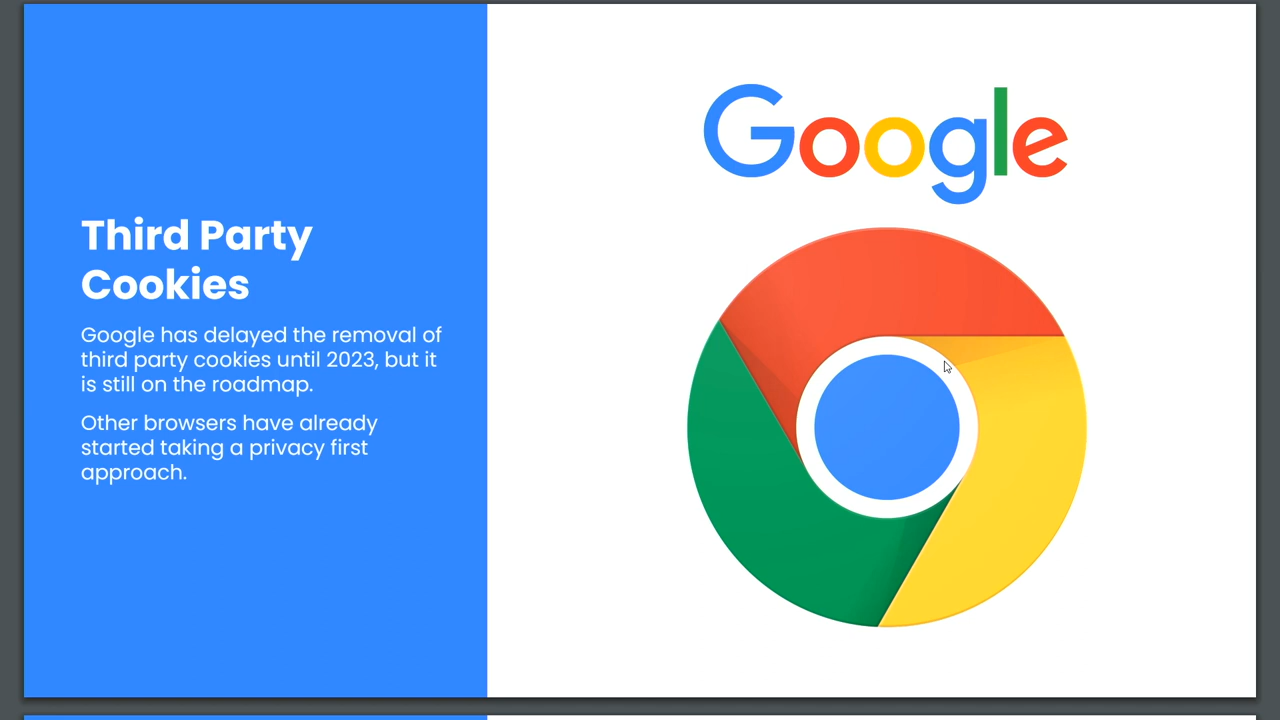 Google
Third Party
Cookies
Google has delayed the removal of
third party cookies until 2023, but it
is still on the roadmap.
Other browsers have already
started taking a privacy first
approach.